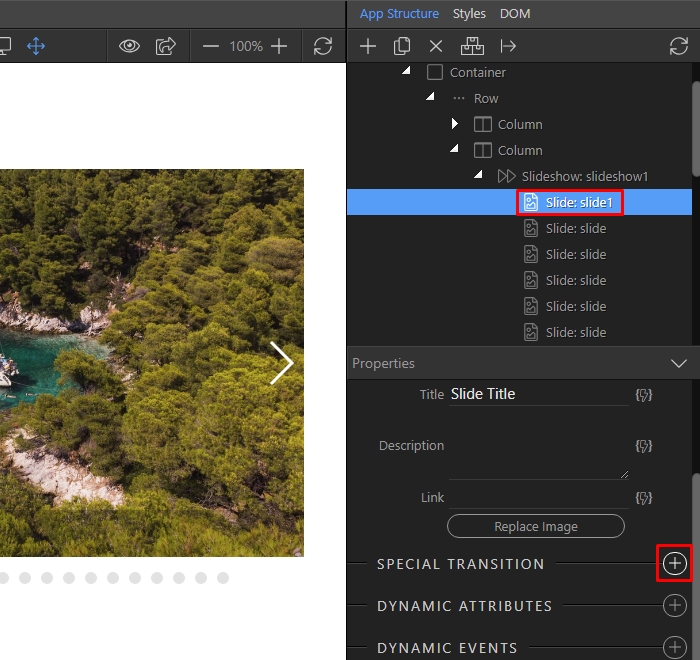 App Structure Styles DOM
100%
Container
Row
Column
Column
Slideshow: slideshow1
Slide: slide1
Slide: slide
Slide: slide
Slide: slide
Slide: slide
Slide: slide
Properties
Title Slide Title
Description
Link
Replace Image
SPECIAL TRANSITION
DYNAMIC ATTRIBUTES
DYNAMIC EVENTS